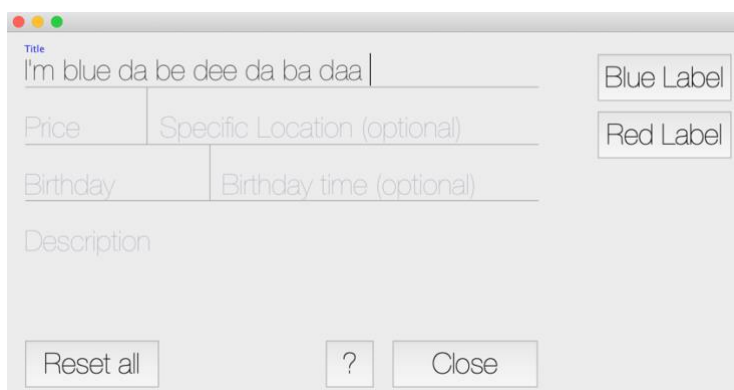 Title
I'm blue da be dee da ba daa
Blue Label
Price Specific Location (optional)
Red Label
Birthday Birthday time (optional)
Description
Reset all ? Close